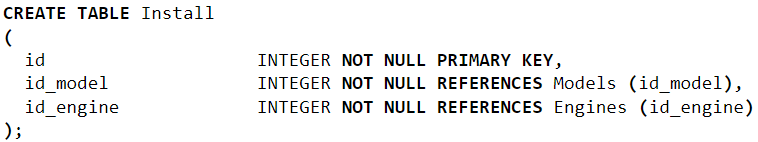 CREATE TABLE Install
(
id INTEGER NOT NULL PRIMARY KEY,
id_model INTEGER NOT NULL REFERENCES Models (id_model),
id_engine INTEGER NOT NULL REFERENCES Engines (id_engine)
);